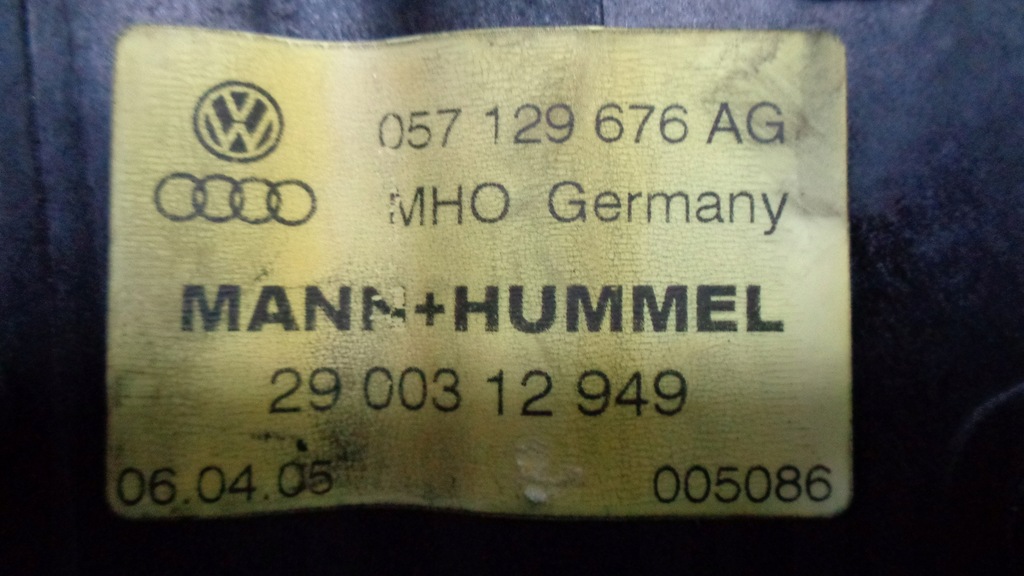 057 129 676 AG
MHO Germany
MANN+HUMMEL
29 003 12 949
06.04.05 005086